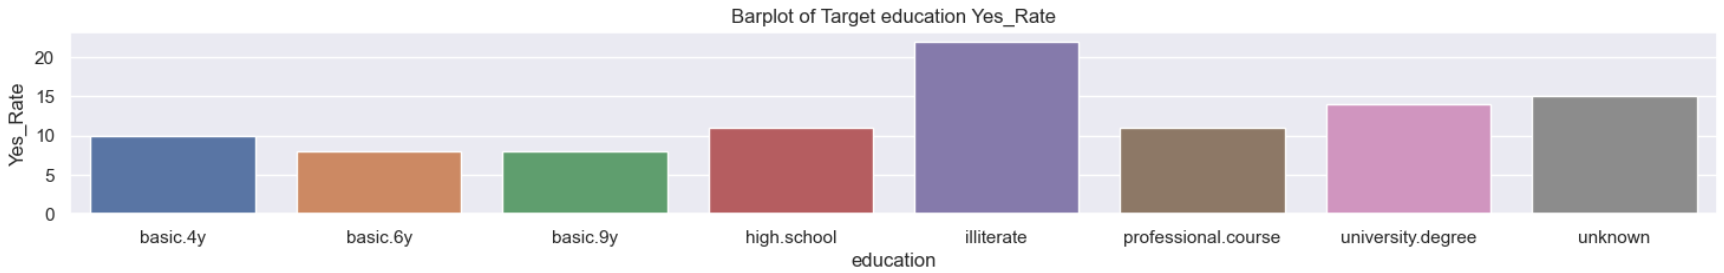 Barplot of Target education Yes_Rate
Yes_Rate
20
15
10
5
0
basic.4y basic.6y basic.9y high.school illiterate professional.course university.degree unknown
education